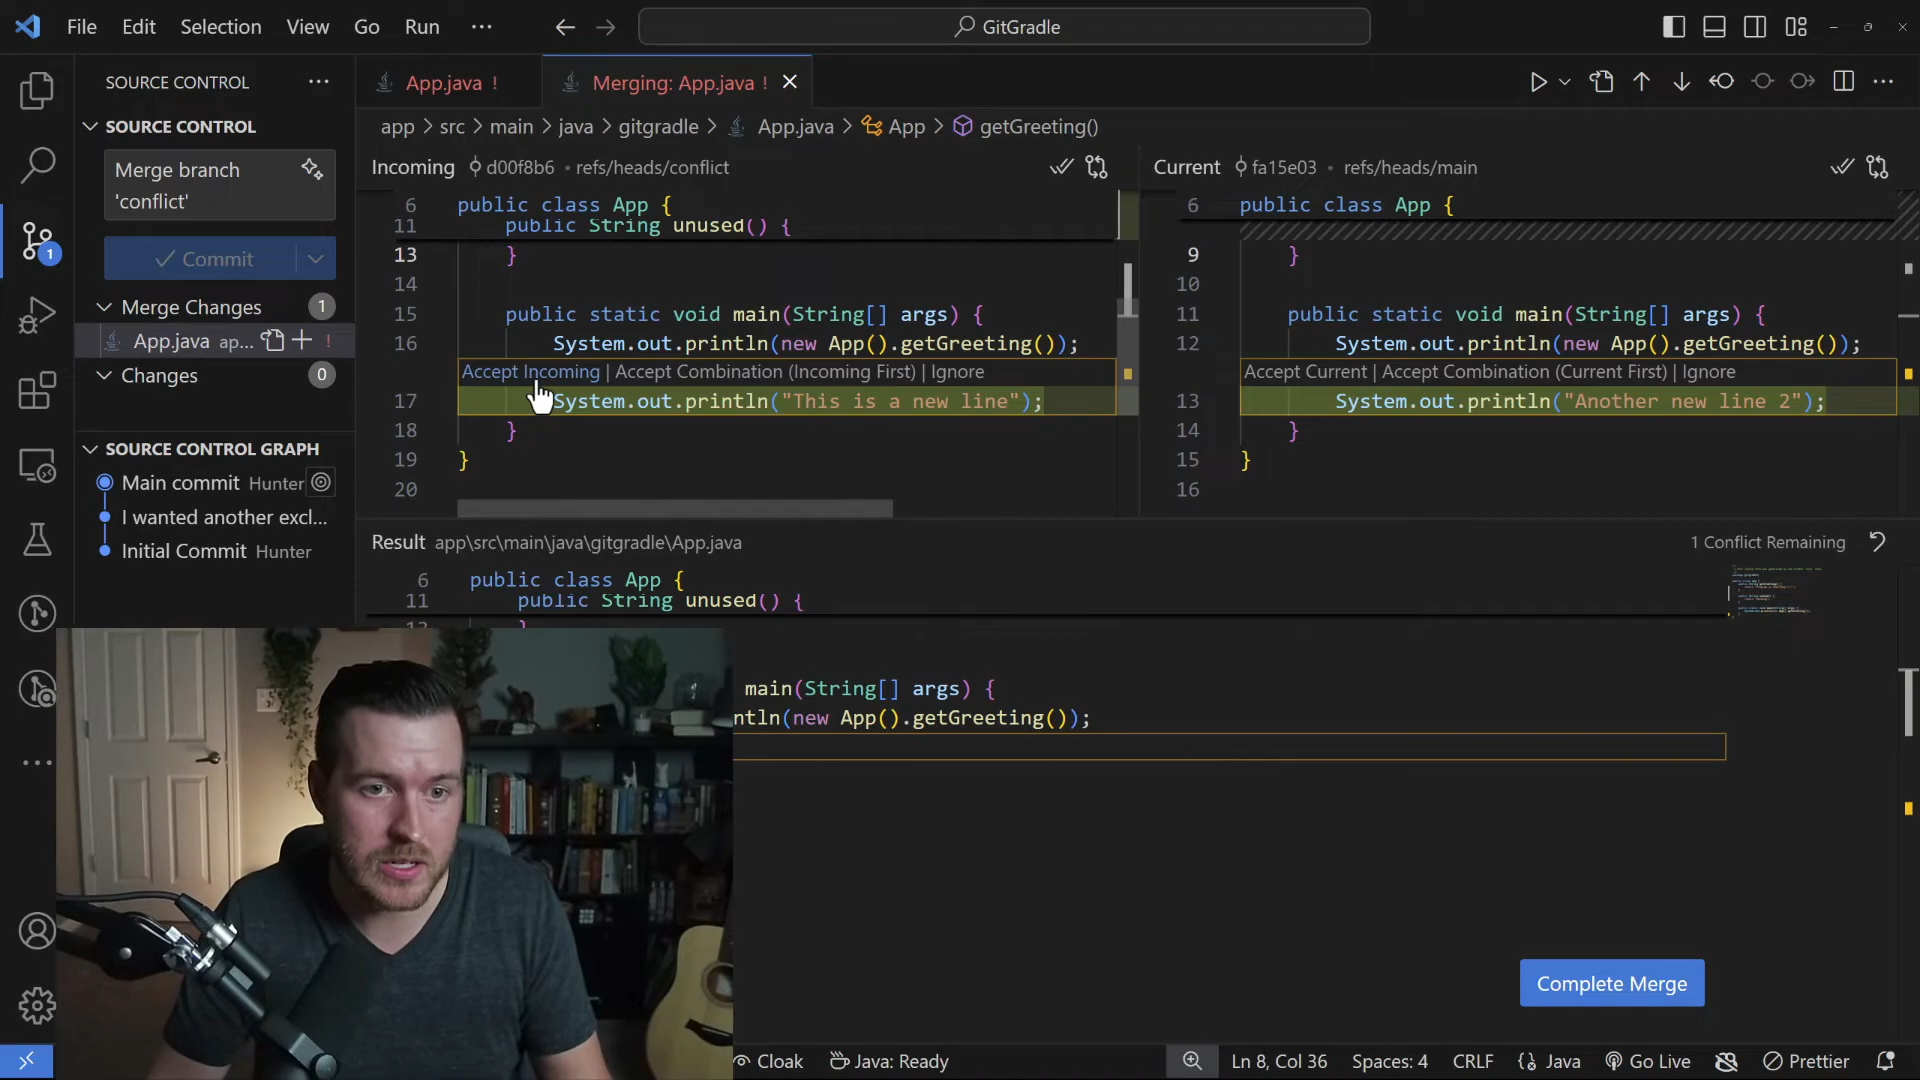 File Edit Selection View Go Run ··· GitGradle
SOURCE CONTROL ···
SOURCE CONTROL
Merge branch
'conflict'
Commit
Merge Changes 1
App.java ap... !
Changes 0
SOURCE CONTROL GRAPH
Main commit Hunter
I wanted another excl...
Initial Commit Hunter
1
App.java ! Merging: App.java !
app > src > main > java > gitgradle > App.java > App > getGreeting()
Incoming d00f8b6 • refs/heads/conflict
6 public class App {
11 public String unused() {
13 }
14
15 public static void main(String[] args) {
16 System.out.println(new App().getGreeting());
Accept Incoming | Accept Combination (Incoming First) | Ignore
17 System.out.println("This is a new line");
18 }
19 }
20
Current fa15e03 • refs/heads/main
6 public class App {
9 }
10
11 public static void main(String[] args) {
12 System.out.println(new App().getGreeting());
Accept Current | Accept Combination (Current First) | Ignore
13 System.out.println("Another new line 2");
14 }
15 }
16
Result app\src\main\java\gitgradle\App.java 1 Conflict Remaining
6 public class App {
11 public String unused() {
}
main(String[] args) {
ntln(new App().getGreeting());
Complete Merge
Cloak Java: Ready Ln 8, Col 36 Spaces: 4 CRLF {} Java Go Live Prettier